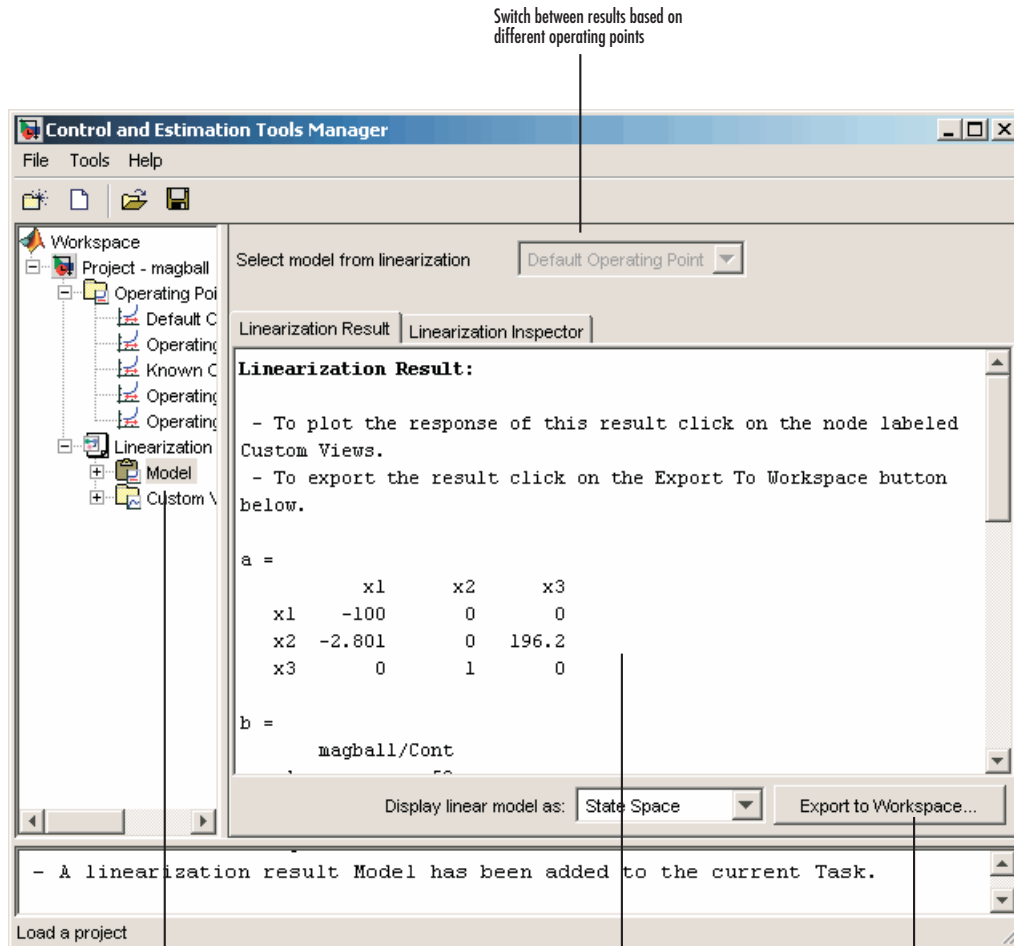 Switch between results based on
different operating points
Control and Estimation Tools Manager
File Tools Help
Workspace
Project - magball
Operating Poi
Default C
Operating
Known C
Operating
Operating
Linearization
Model
Custom V
Select model from linearization Default Operating Point
Linearization Result Linearization Inspector
Linearization Result:
- To plot the response of this result click on the node labeled
Custom Views.
- To export the result click on the Export To Workspace button
below.
a =
x1 x2 x3
x1 -100 0 0
x2 -2.801 0 196.2
x3 0 1 0
b =
magball/Cont
Display linear model as: State Space Export to Workspace...
- A linearization result Model has been added to the current Task.
Load a project